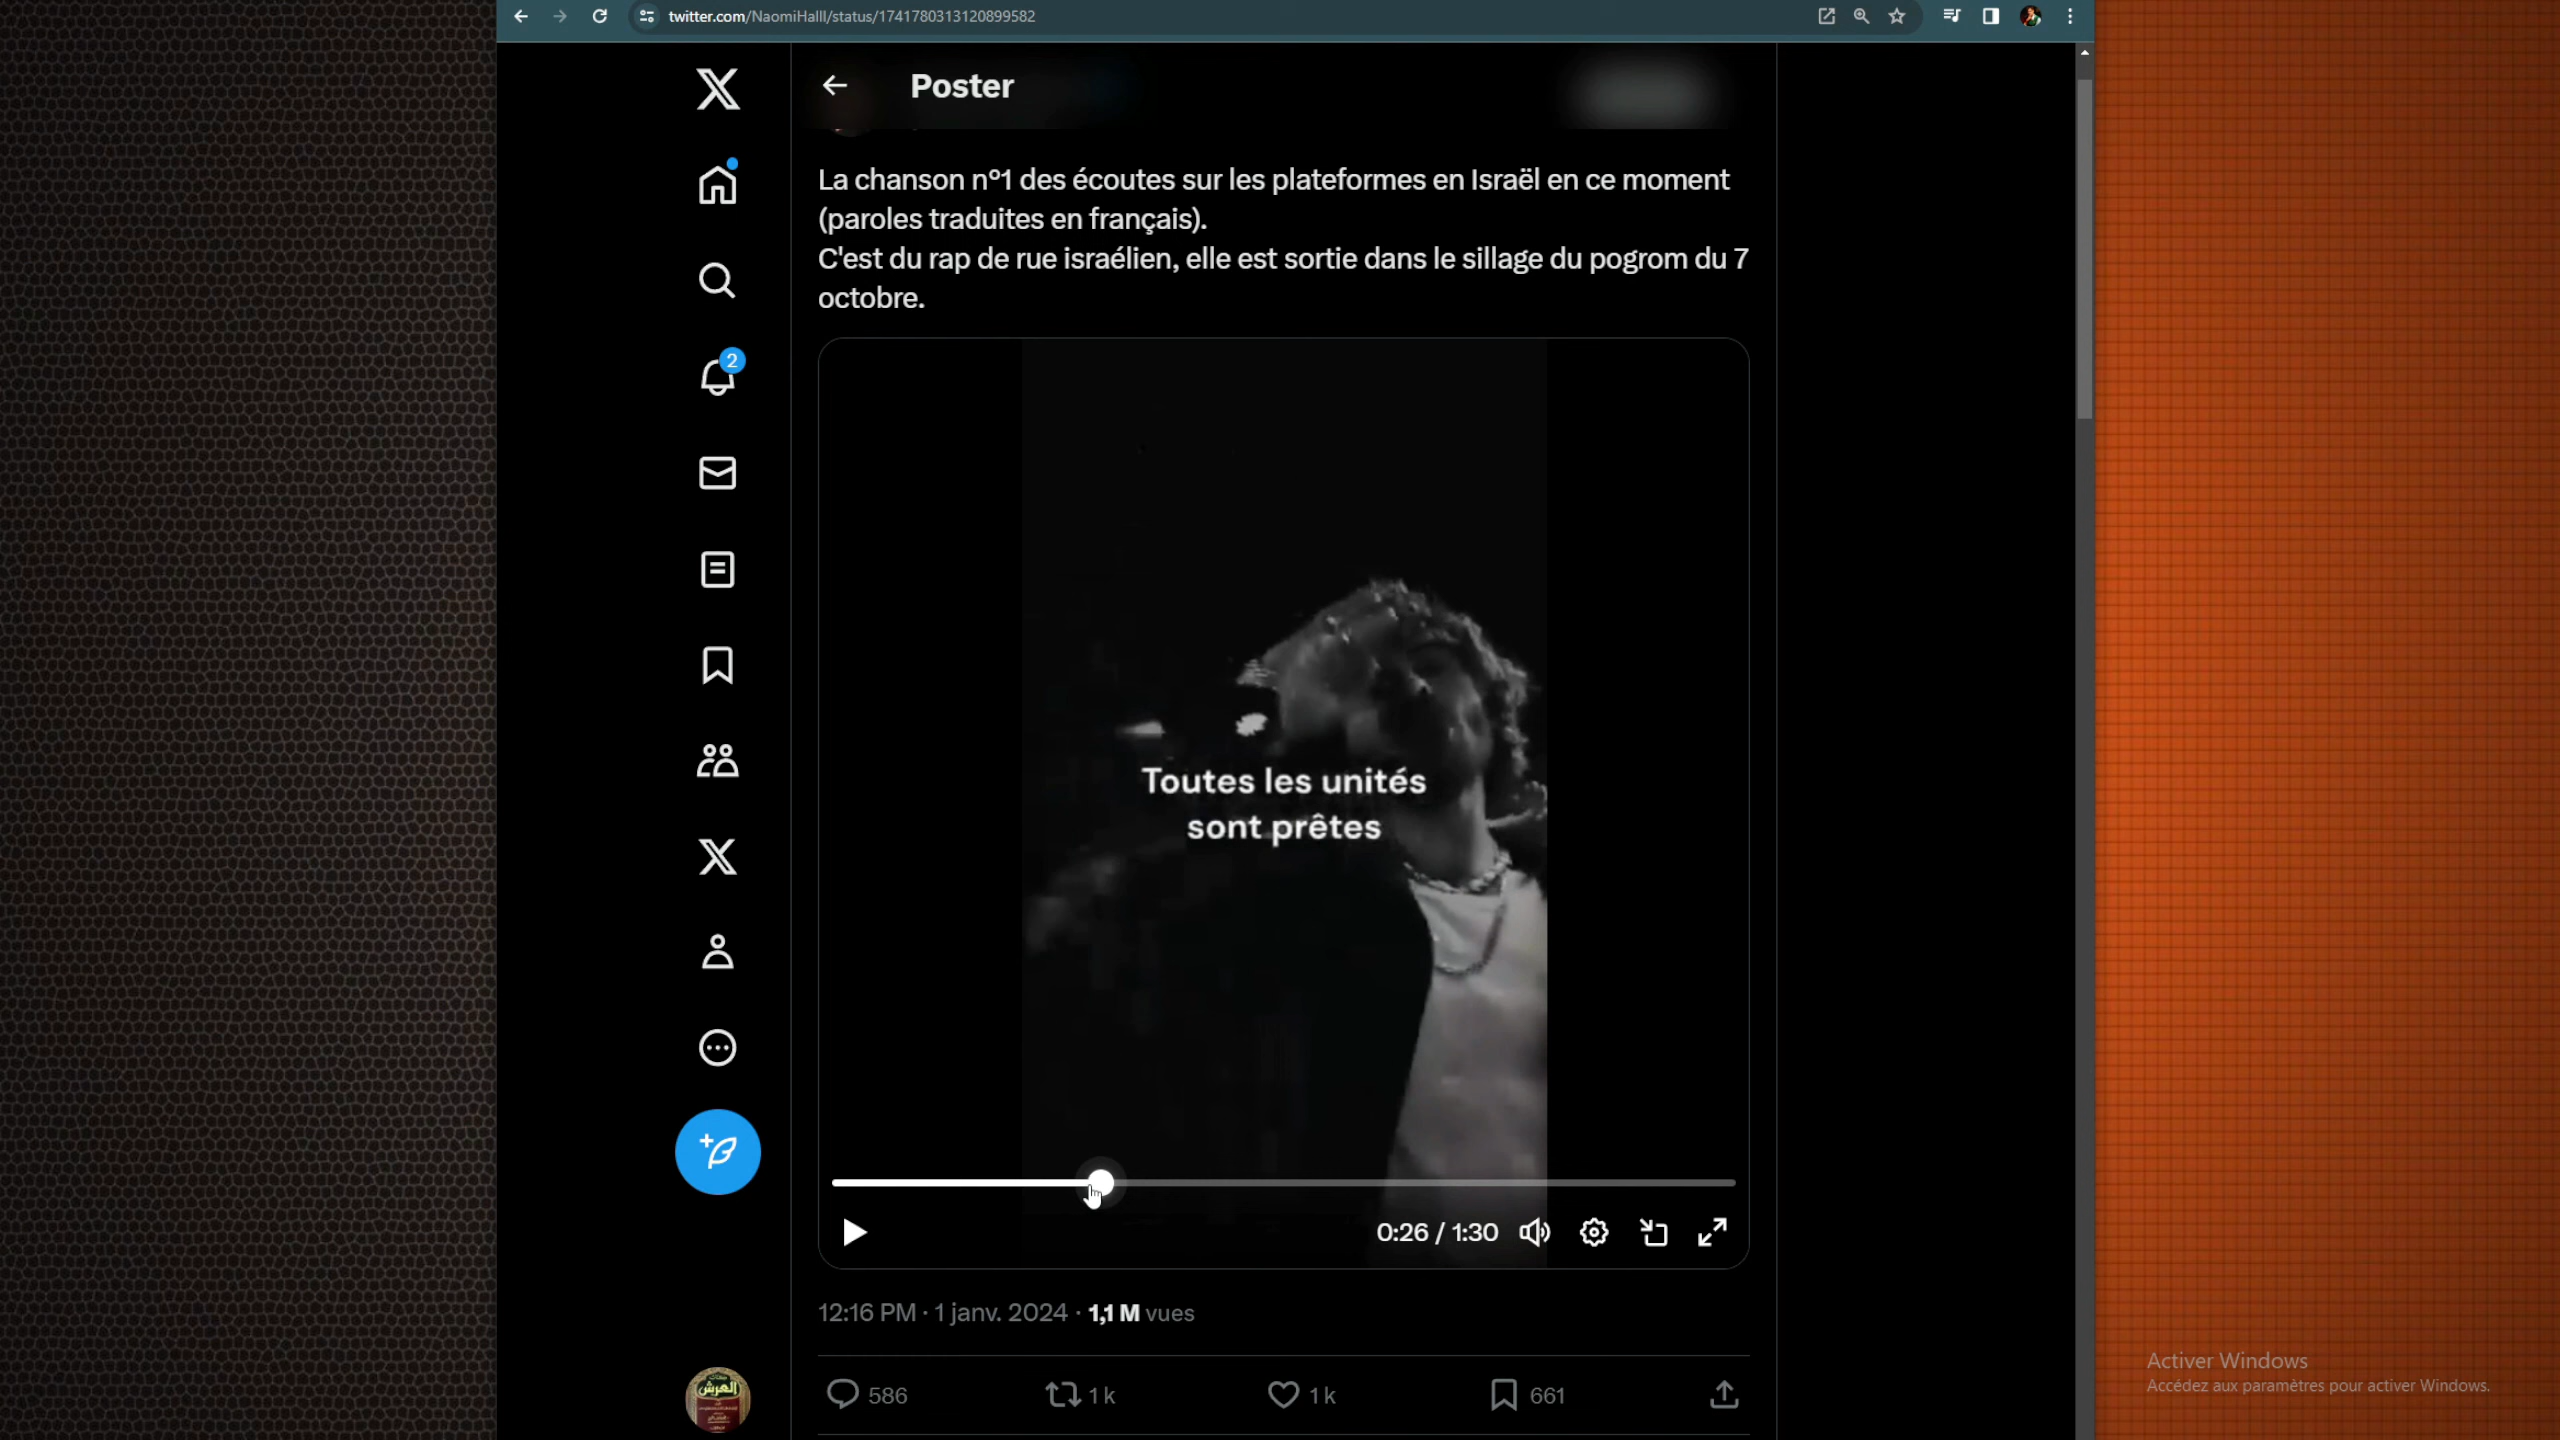 twitter.com/NaomiHalll/status/1741780313120899582
Poster
La chanson n°1 des écoutes sur les plateformes en Israël en ce moment
(paroles traduites en français).
C'est du rap de rue israélien, elle est sortie dans le sillage du pogrom du 7
octobre.
2
Toutes les unités
sont prêtes
0:26 / 1:30
12:16 PM · 1 janv. 2024 · 1,1 M vues
586 1 k 1 k 661
العرش
Activer Windows
Accédez aux paramètres pour activer Windows.